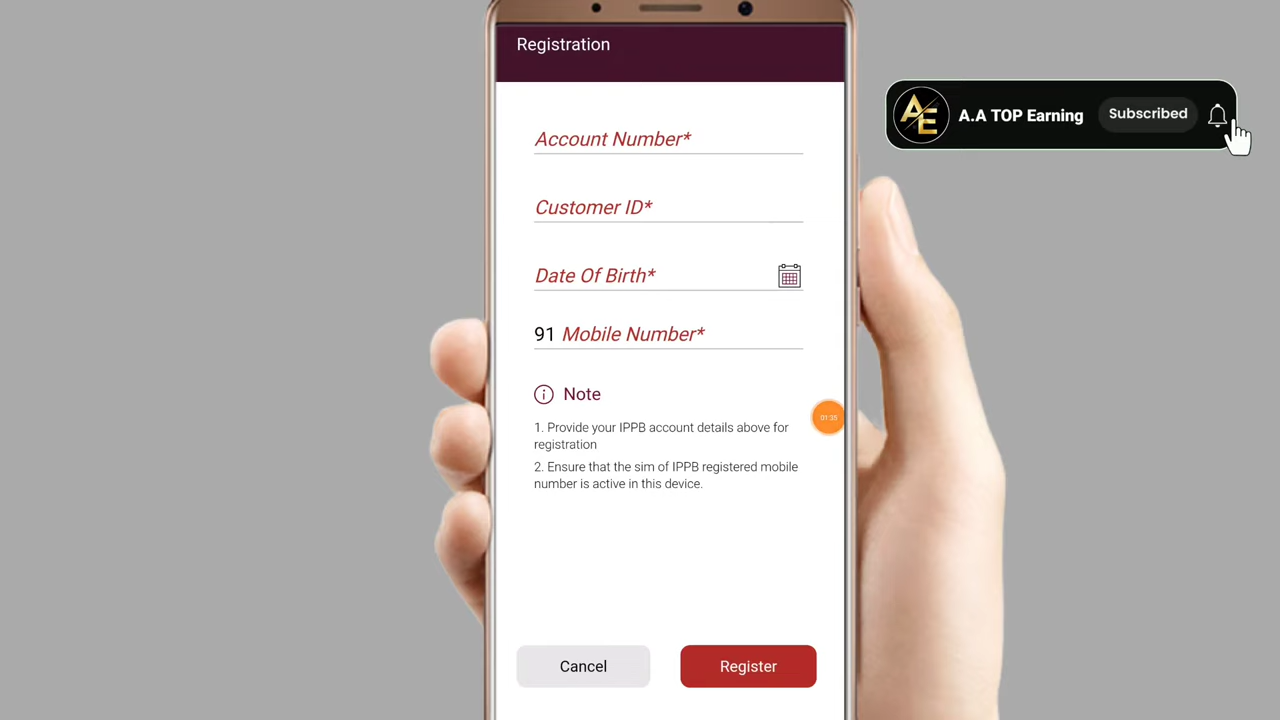 Registration
A.A TOP Earning
Subscribed
Account Number*
Customer ID*
Date Of Birth*
91 Mobile Number*
Note
01:35
1. Provide your IPPB account details above for
registration
2. Ensure that the sim of IPPB registered mobile
number is active in this device.
Cancel
Register